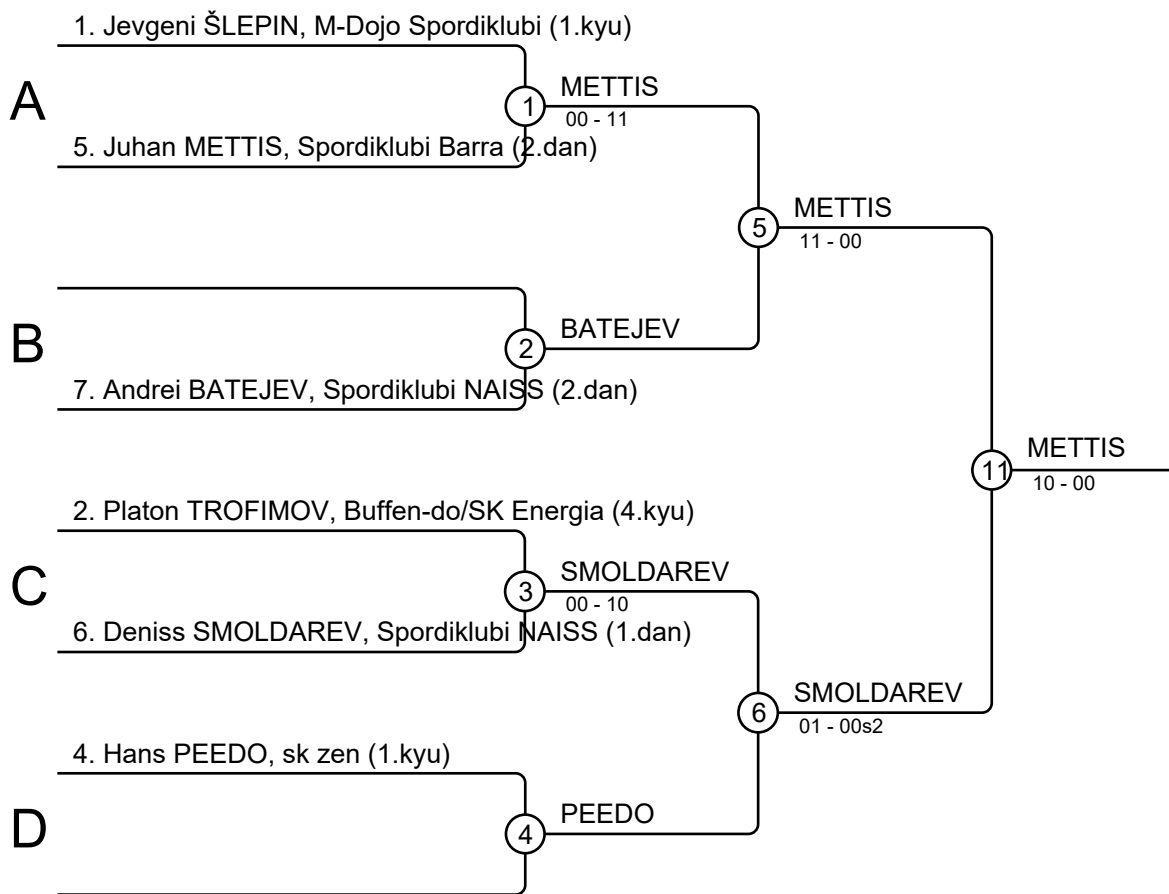 1. Jevgeni ŠLEPIN, M-Dojo Spordiklubi (1.kyu)
A
1
METTIS
00 - 11
5. Juhan METTIS, Spordiklubi Barra (2.dan)
5
METTIS
11 - 00
B
2
BATEJEV
7. Andrei BATEJEV, Spordiklubi NAISS (2.dan)
11
METTIS
10 - 00
2. Platon TROFIMOV, Buffen-do/SK Energia (4.kyu)
C
3
SMOLDAREV
00 - 10
6. Deniss SMOLDAREV, Spordiklubi NAISS (1.dan)
6
SMOLDAREV
01 - 00s2
4. Hans PEEDO, sk zen (1.kyu)
D
4
PEEDO